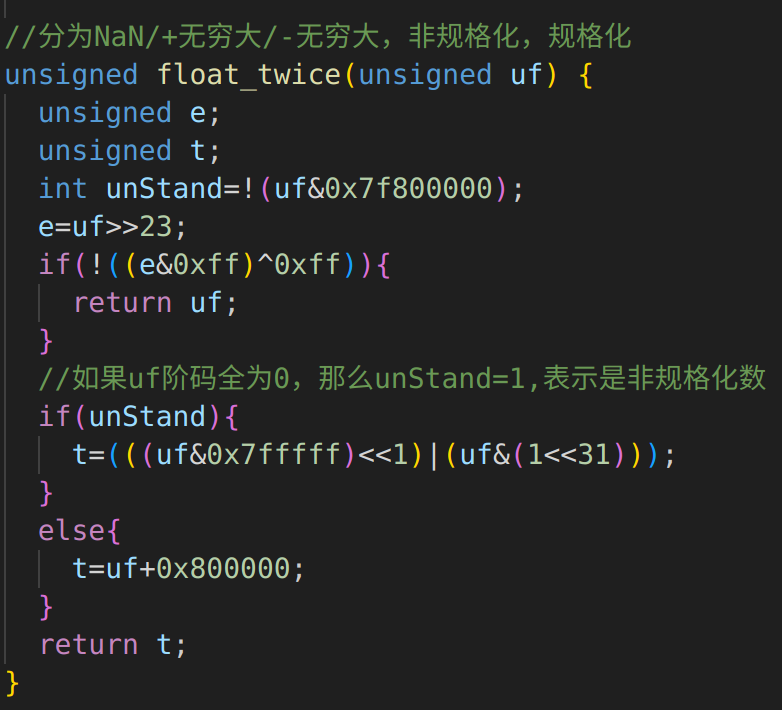 //分为NaN/+无穷大/-无穷大，非规格化，规格化
unsigned float_twice(unsigned uf) {
  unsigned e;
  unsigned t;
  int unStand=!(uf&0x7f800000);
  e=uf>>23;
  if(!((e&0xff)^0xff)){
    return uf;
  }
  //如果uf阶码全为0，那么unStand=1,表示是非规格化数
  if(unStand){
    t=(((uf&0x7fffff)<<1)|(uf&(1<<31)));
  }
  else{
    t=uf+0x800000;
  }
  return t;
}